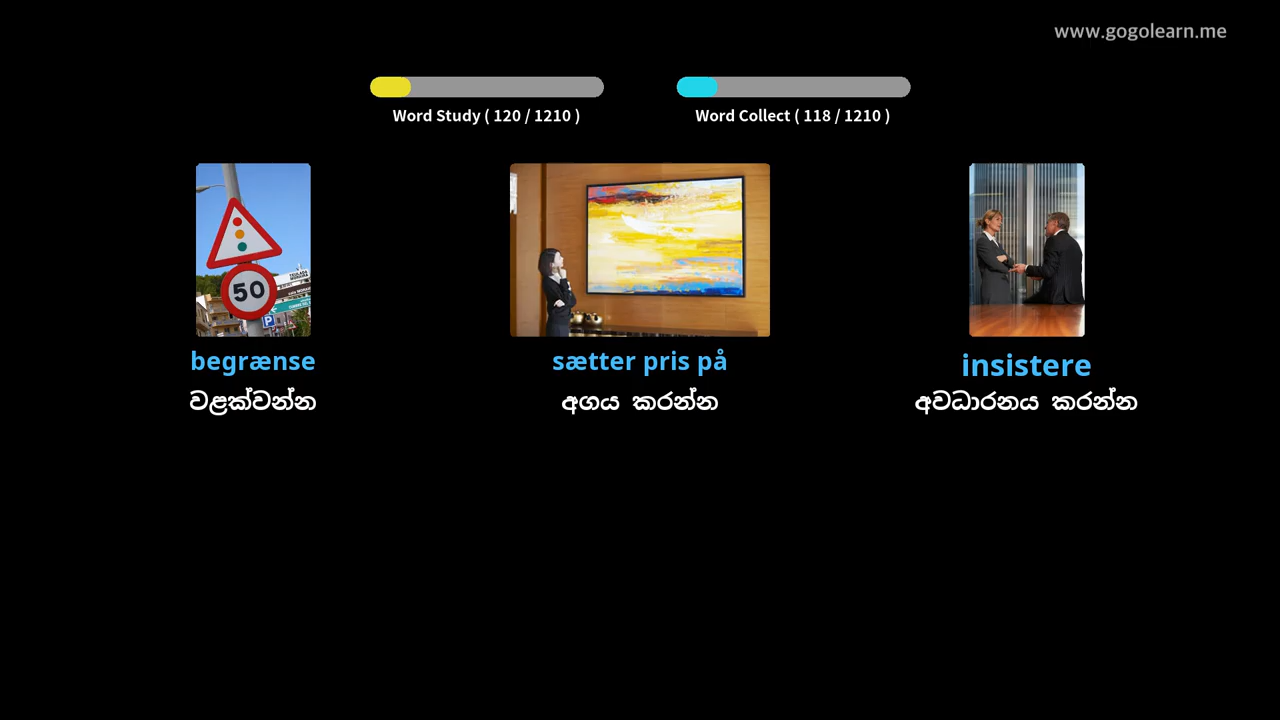 www.gogolearn.me
Word Study ( 120 / 1210 )
Word Collect ( 118 / 1210 )
50
P
begrænse
sætter pris på
insistere
වළක්වන්න
අගය කරන්න
අවධාරනය කරන්න